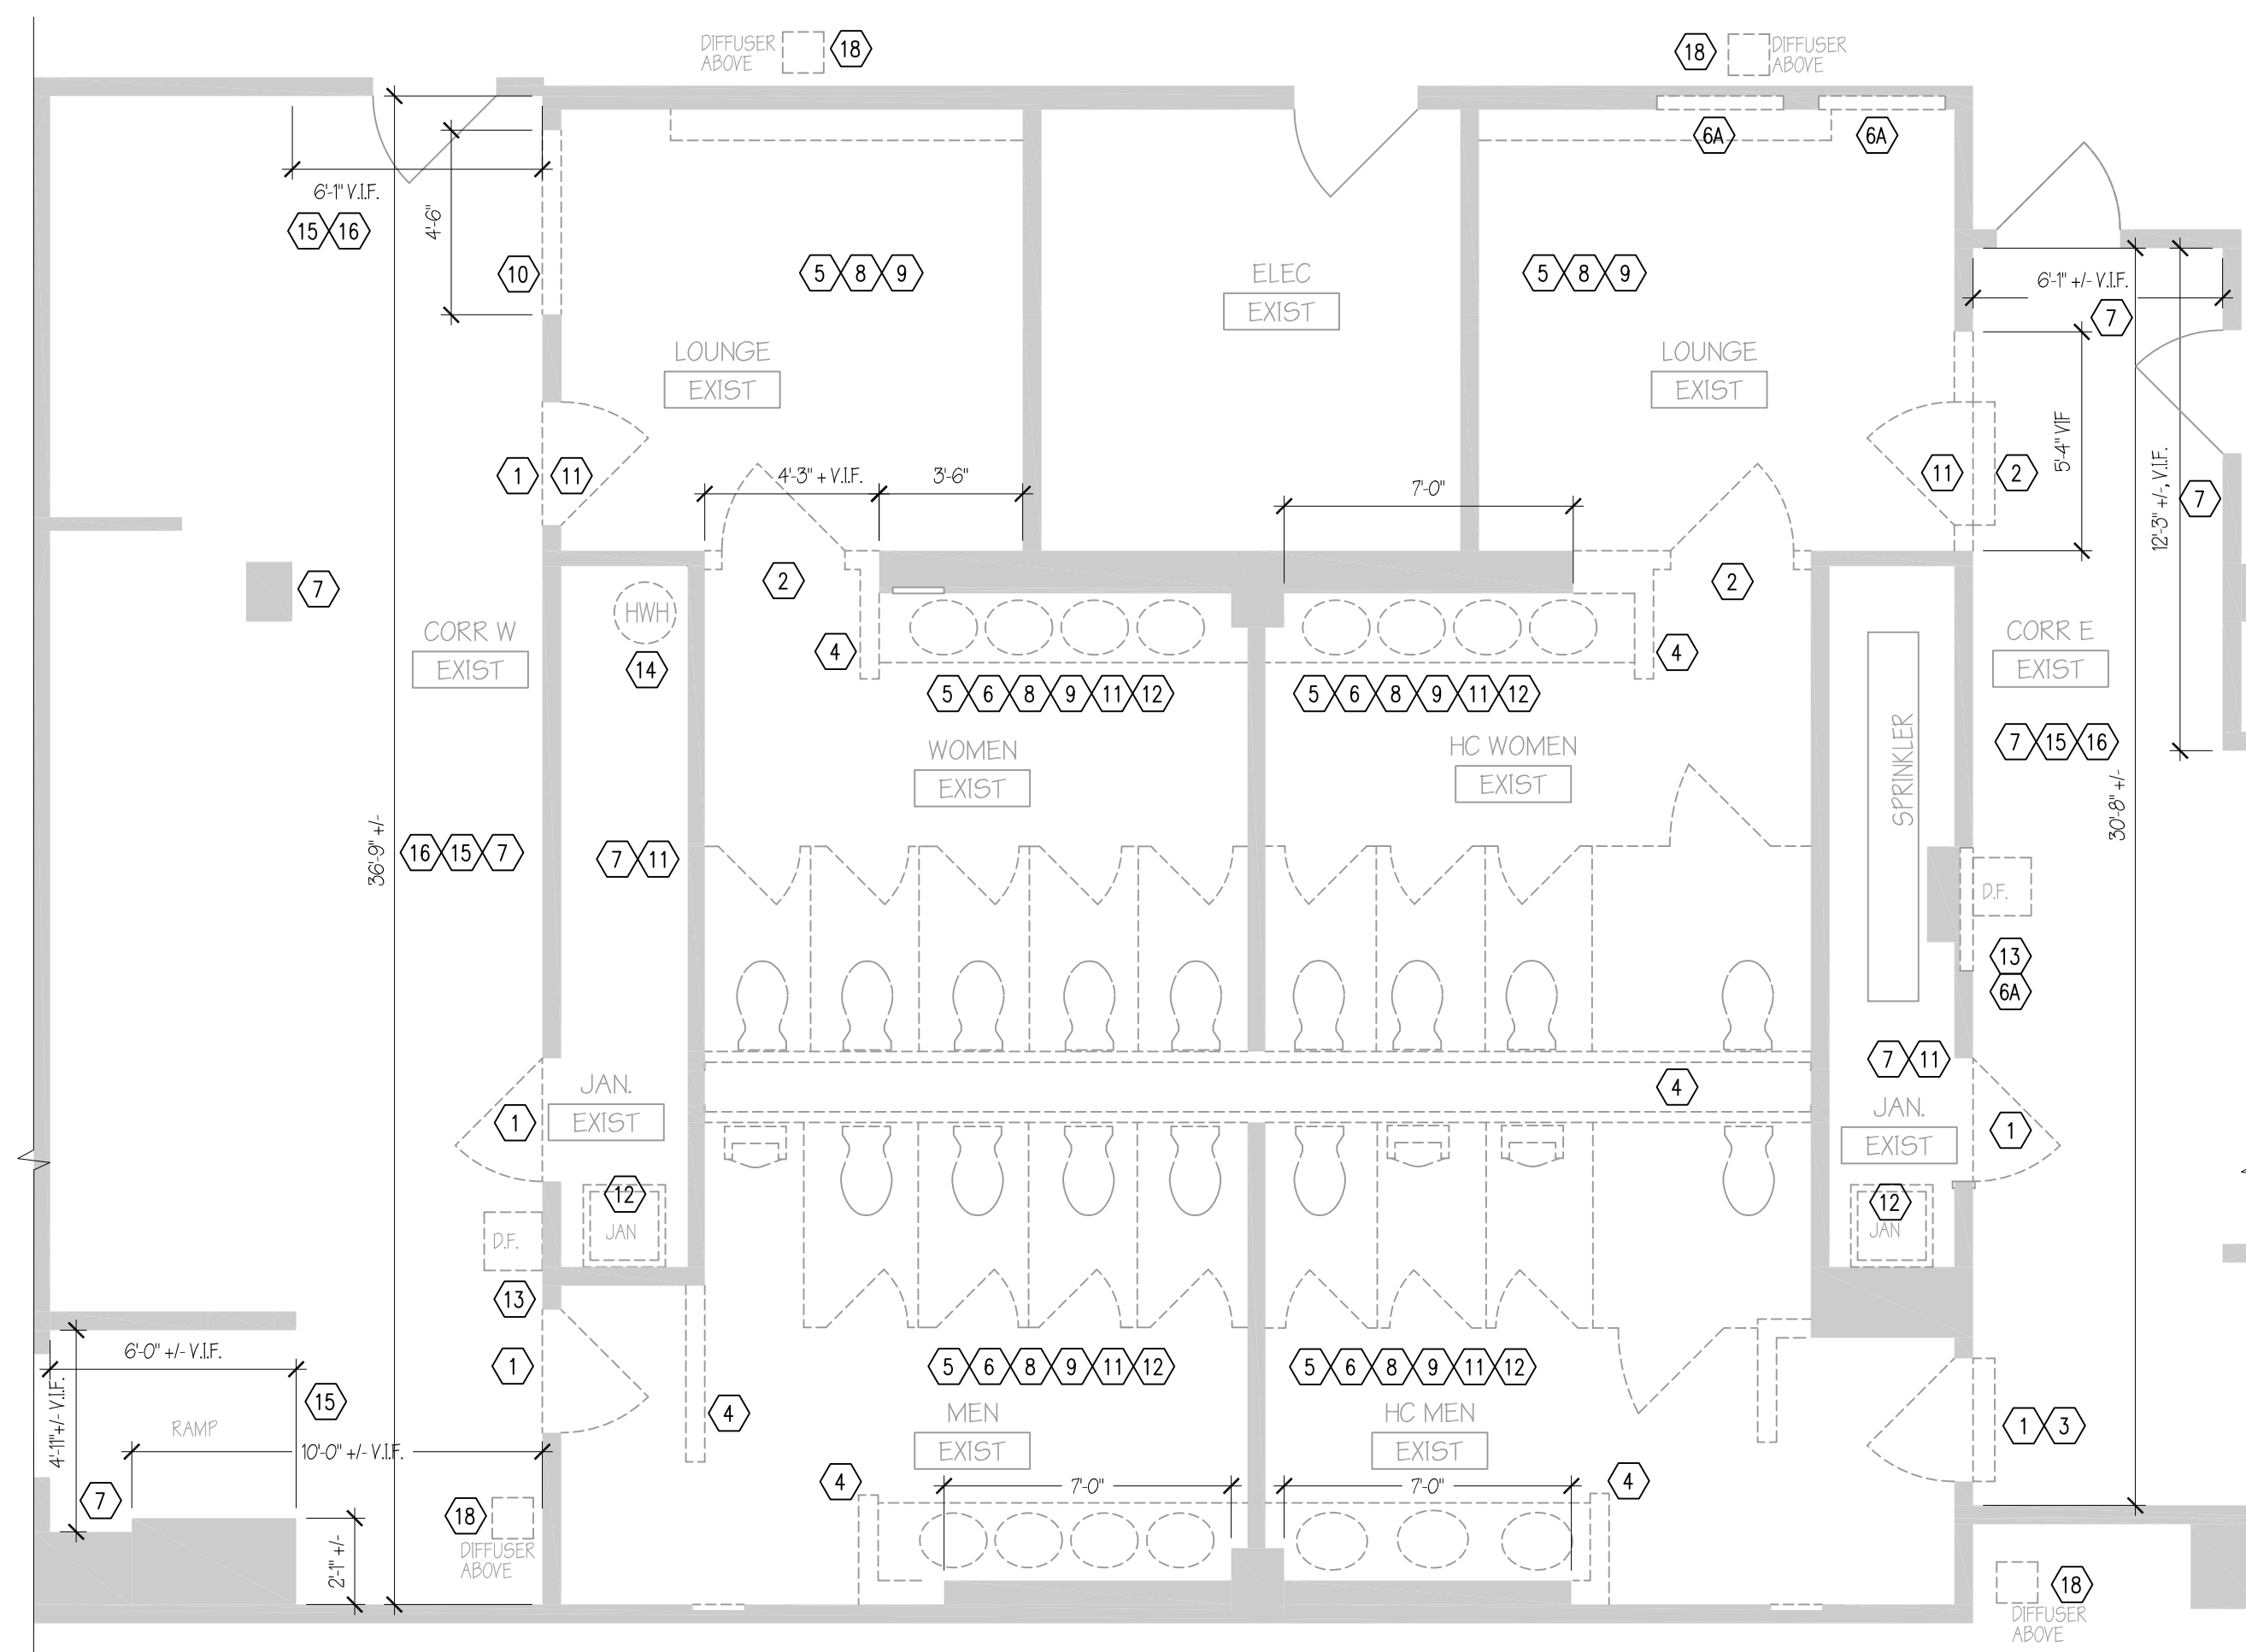 DIFFUSER
ABOVE
18
18
DIFFUSER
ABOVE
6A
6A
6'-1" V.I.F.
15 16
4'-6"
10
5 8 9
ELEC
EXIST
5 8 9
6'-1" +/- V.I.F.
7
LOUNGE
EXIST
LOUNGE
EXIST
5'-4" VIF
12'-3" +/-, V.I.F.
7
1 11
4'-3" + V.I.F.
3'-6"
7'-0"
11 2
7
2
2
HWH
14
CORR W
EXIST
4
4
CORR E
EXIST
5 6 8 9 11 12
5 6 8 9 11 12
WOMEN
EXIST
HC WOMEN
EXIST
SPRINKLER
7 15 16
30'-8" +/-
36'-9" +/-
16 15 7
7 11
D.F.
13
6A
7 11
4
JAN.
EXIST
1
JAN.
EXIST
1
12
JAN
12
JAN
D.F.
13
1
6'-0" +/- V.I.F.
4'-11"+/- V.I.F.
15
RAMP
10'-0" +/- V.I.F.
7
2'-1" +/-
18
DIFFUSER
ABOVE
4
5 6 8 9 11 12
5 6 8 9 11 12
MEN
EXIST
HC MEN
EXIST
1 3
4
7'-0"
7'-0"
4
18
DIFFUSER
ABOVE